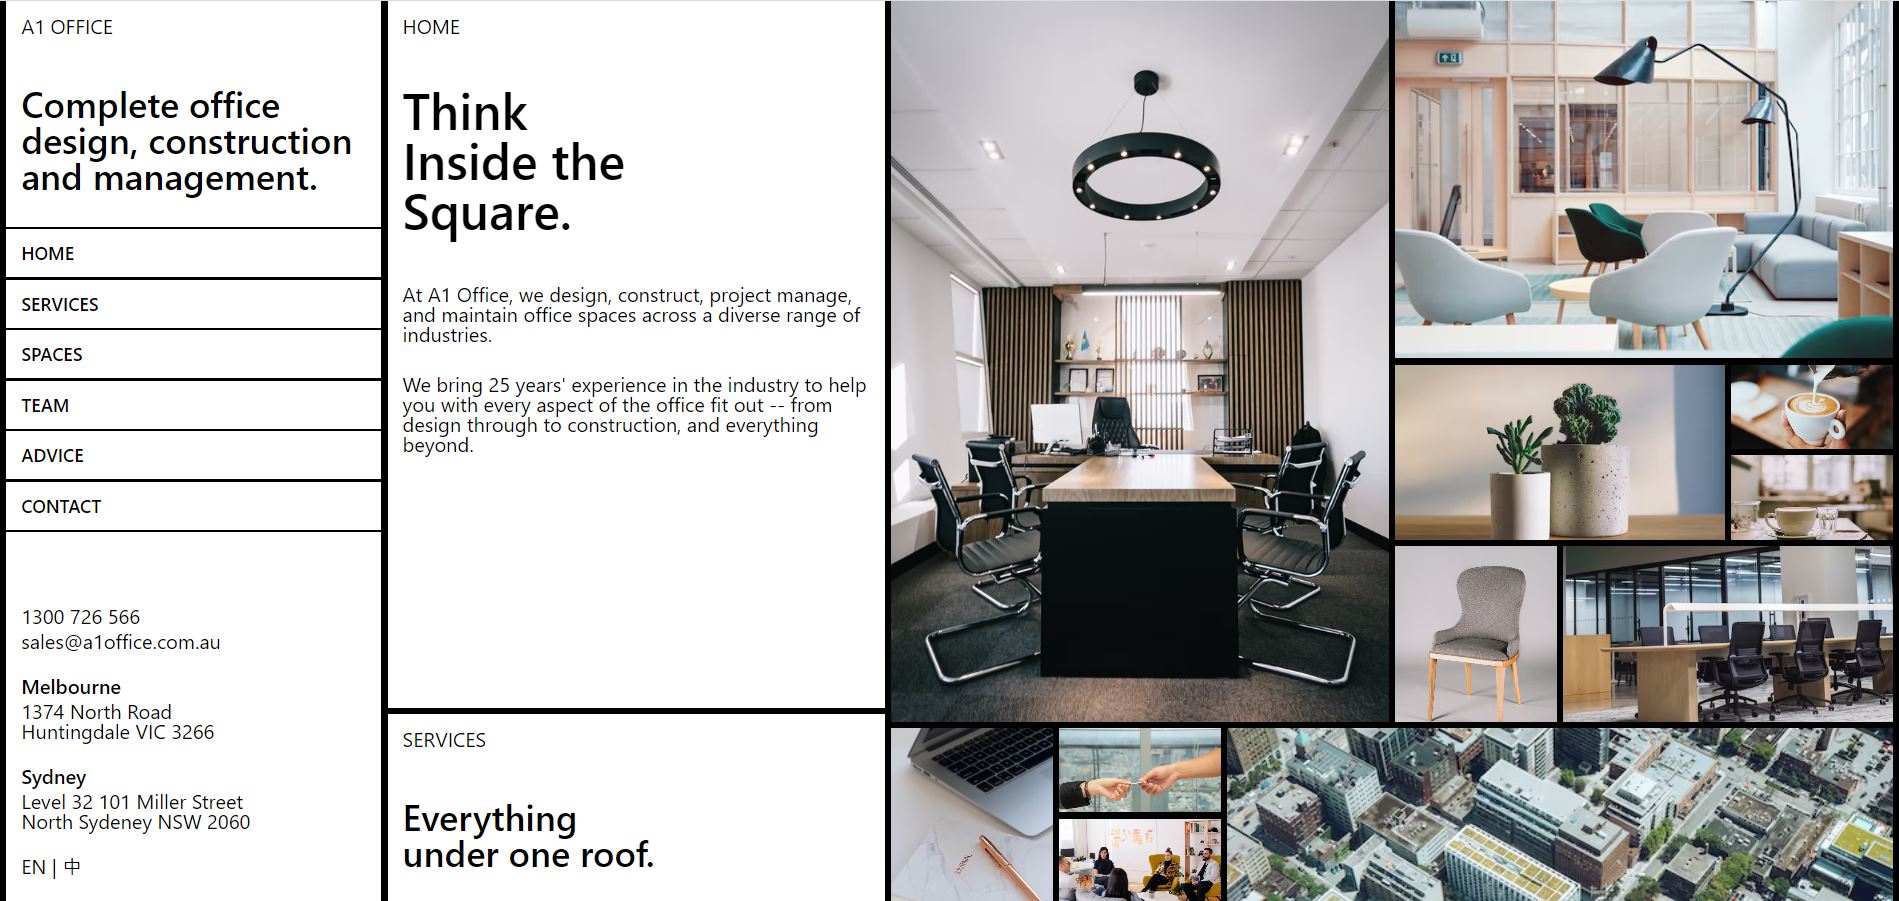 A1 OFFICE
Complete office
design, construction
and management.
HOME
SERVICES
SPACES
TEAM
ADVICE
CONTACT
1300 726 566
sales@a1office.com.au
Melbourne
1374 North Road
Huntingdale VIC 3266
Sydney
Level 32 101 Miller Street
North Sydeney NSW 2060
EN | 中
HOME
Think
Inside the
Square.
At A1 Office, we design, construct, project manage,
and maintain office spaces across a diverse range of
industries.
We bring 25 years' experience in the industry to help
you with every aspect of the office fit out -- from
design through to construction, and everything
beyond.
SERVICES
Everything
under one roof.